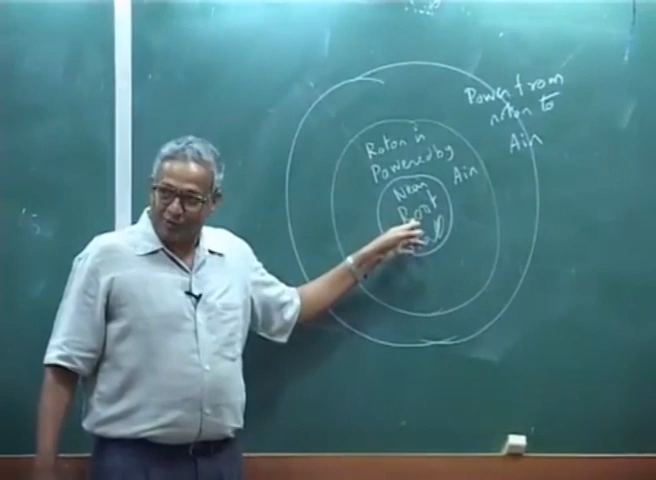 Power from
rotor to
Air
Rotor is
Powered by
Air
Near
Root